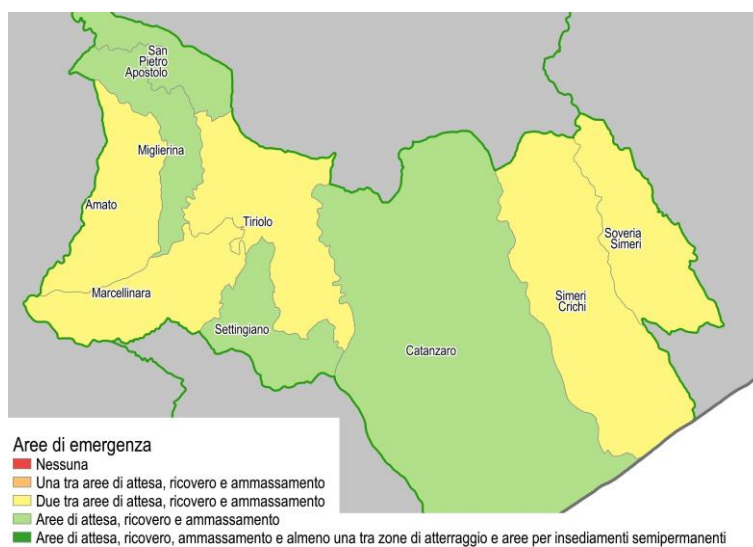 San
Pietro
Apostolo
Miglierina
Amato
Tiriolo
Soveria
Simeri
Marcellinara
Simeri
Crichi
Settingiano
Catanzaro
Aree di emergenza
Nessuna
Una tra aree di attesa, ricovero e ammassamento
Due tra aree di attesa, ricovero e ammassamento
Aree di attesa, ricovero e ammassamento
Aree di attesa, ricovero, ammassamento e almeno una tra zone di atterraggio e aree per insediamenti semipermanenti